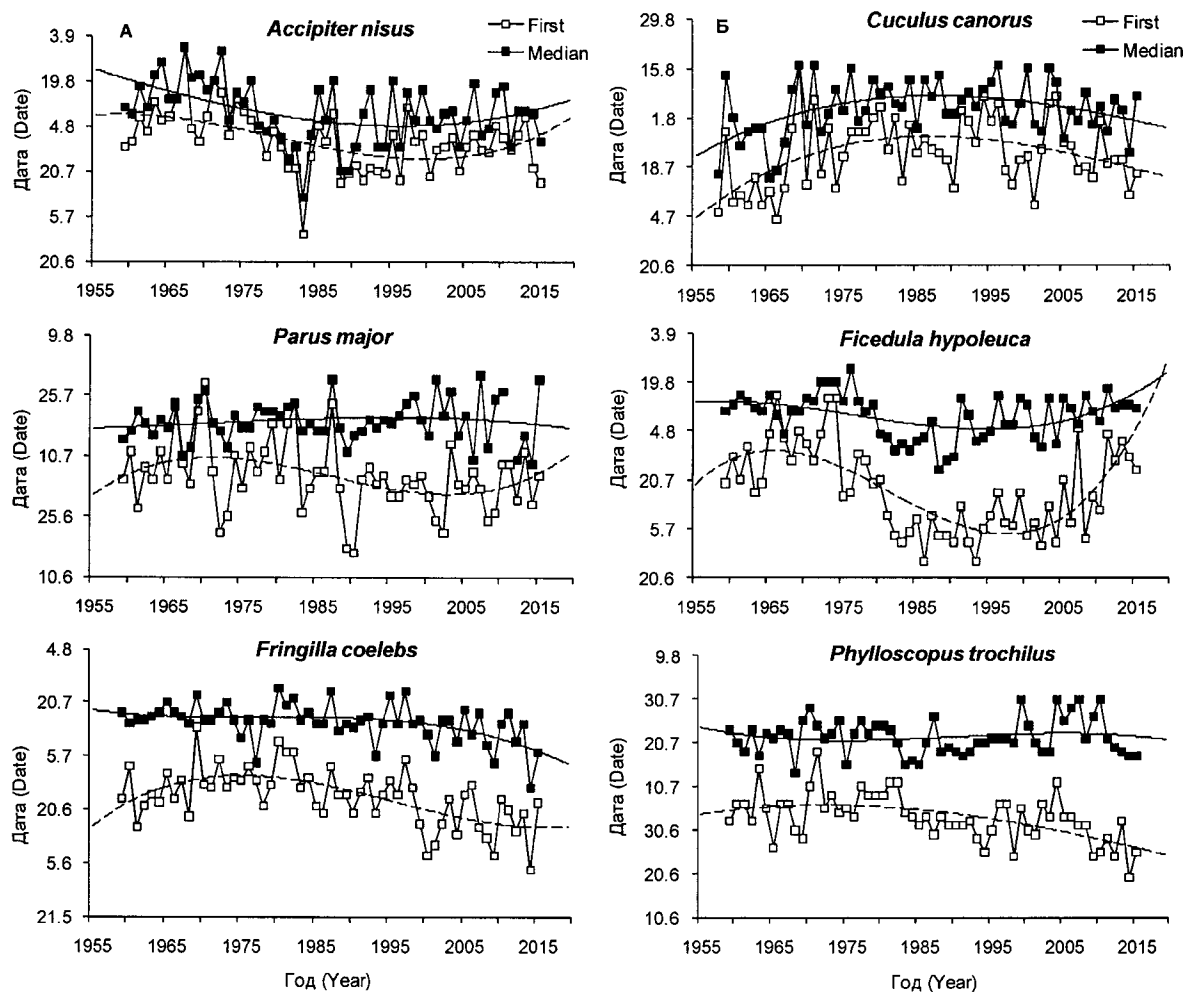 А
Accipiter nisus
First
Median
Дата (Date)
3.9
19.8
4.8
20.7
5.7
20.6
1955 1965 1975 1985 1995 2005 2015
Б
Cuculus canorus
First
Median
Дата (Date)
29.8
15.8
1.8
18.7
4.7
20.6
1955 1965 1975 1985 1995 2005 2015
Parus major
Дата (Date)
9.8
25.7
10.7
25.6
10.6
1955 1965 1975 1985 1995 2005 2015
Ficedula hypoleuca
Дата (Date)
3.9
19.8
4.8
20.7
5.7
20.6
1955 1965 1975 1985 1995 2005 2015
Fringilla coelebs
Дата (Date)
4.8
20.7
5.7
20.6
5.6
21.5
1955 1965 1975 1985 1995 2005 2015
Год (Year)
Phylloscopus trochilus
Дата (Date)
9.8
30.7
20.7
10.7
30.6
20.6
10.6
1955 1965 1975 1985 1995 2005 2015
Год (Year)